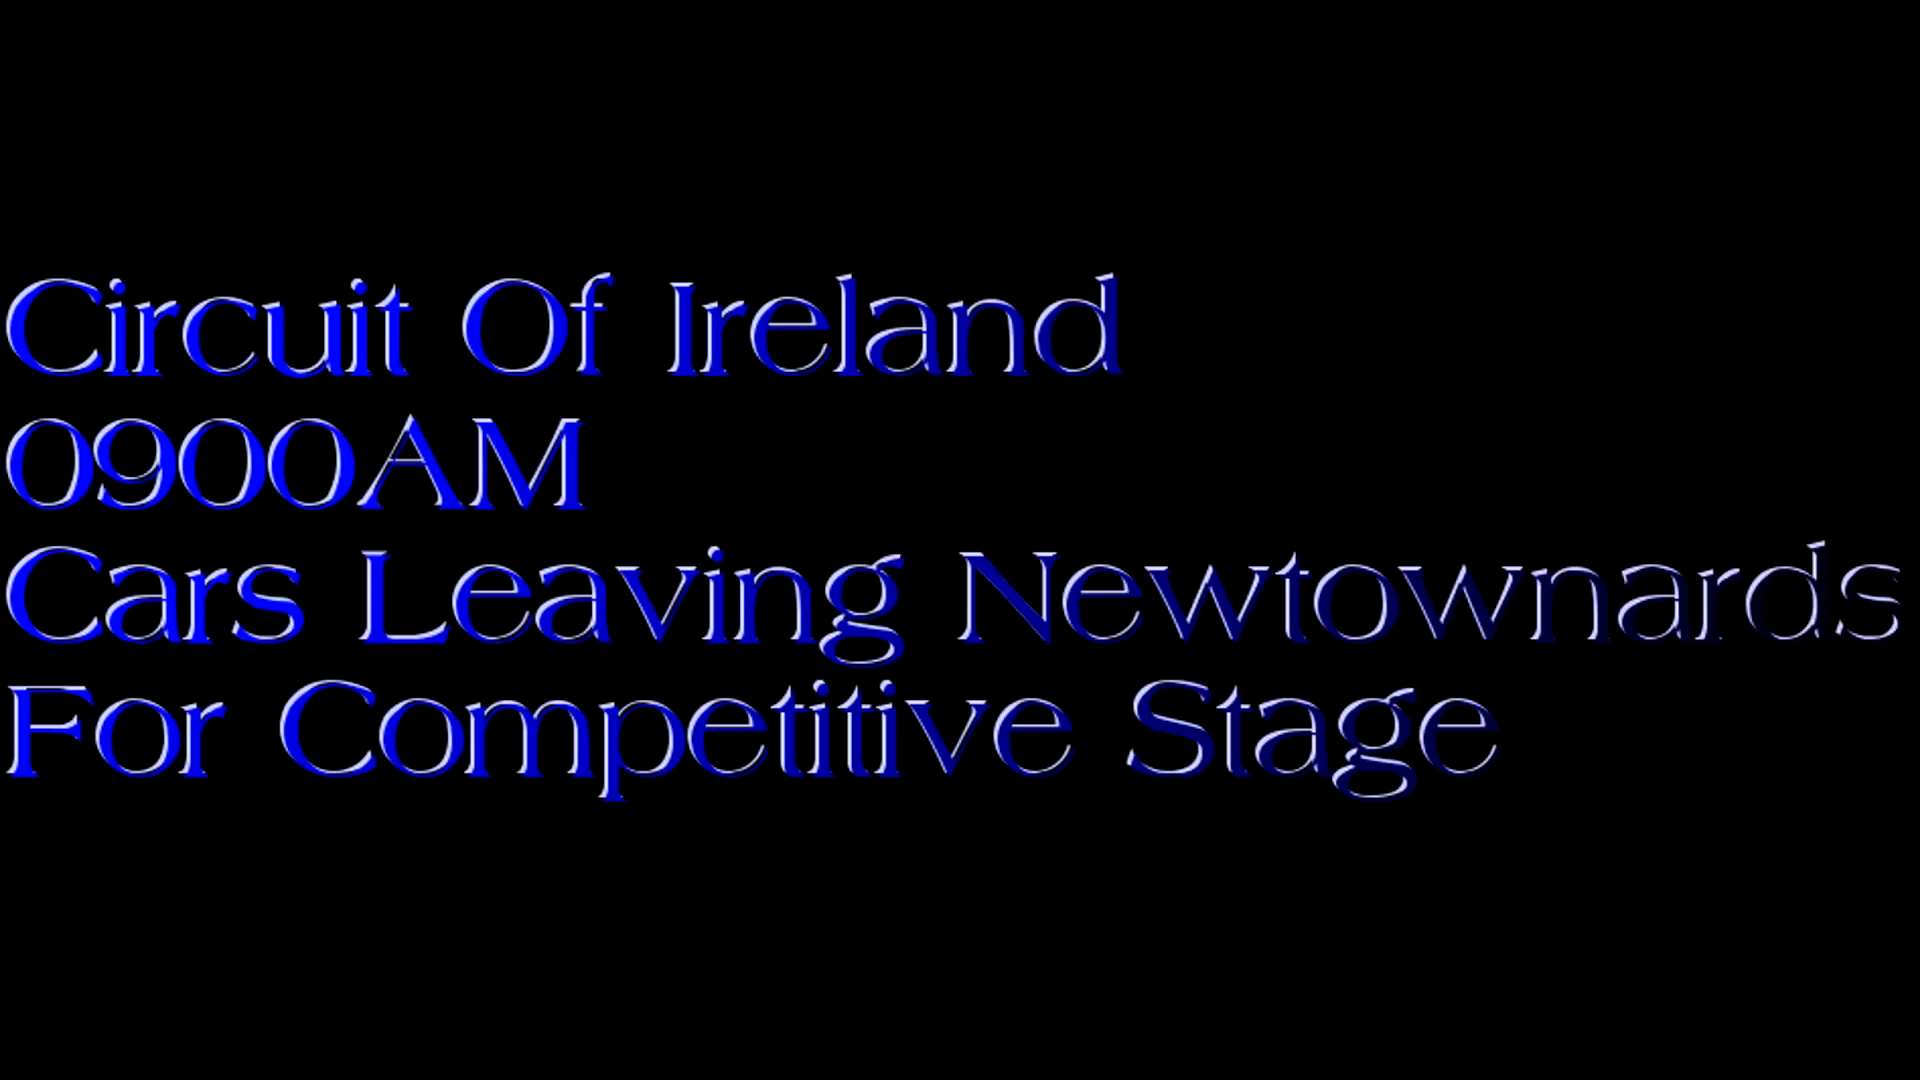 Circuit Of Ireland
0900AM
Cars Leaving Newtownards
For Competitive Stage